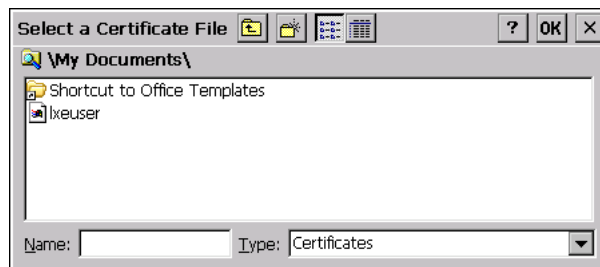 Select a Certificate File ? OK ×
\My Documents\
Shortcut to Office Templates
lxeuser
Name: Type: Certificates